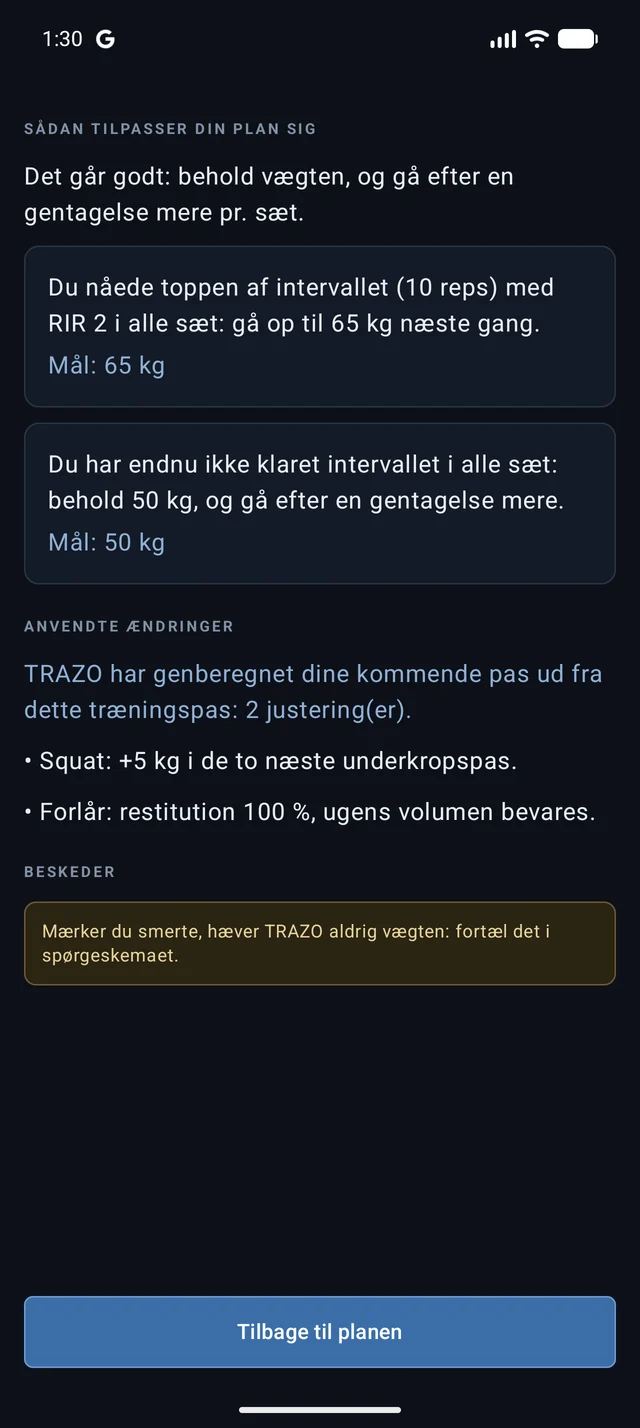 1:30 G
SÅDAN TILPASSER DIN PLAN SIG
Det går godt: behold vægten, og gå efter en
gentagelse mere pr. sæt.
Du nåede toppen af intervallet (10 reps) med
RIR 2 i alle sæt: gå op til 65 kg næste gang.
Mål: 65 kg
Du har endnu ikke klaret intervallet i alle sæt:
behold 50 kg, og gå efter en gentagelse mere.
Mål: 50 kg
ANVENDTE ÆNDRINGER
TRAZO har genberegnet dine kommende pas ud fra
dette træningspas: 2 justering(er).
• Squat: +5 kg i de to næste underkropspas.
• Forlår: restitution 100 %, ugens volumen bevares.
BESKEDER
Mærker du smerte, hæver TRAZO aldrig vægten: fortæl det i
spørgeskemaet.
Tilbage til planen